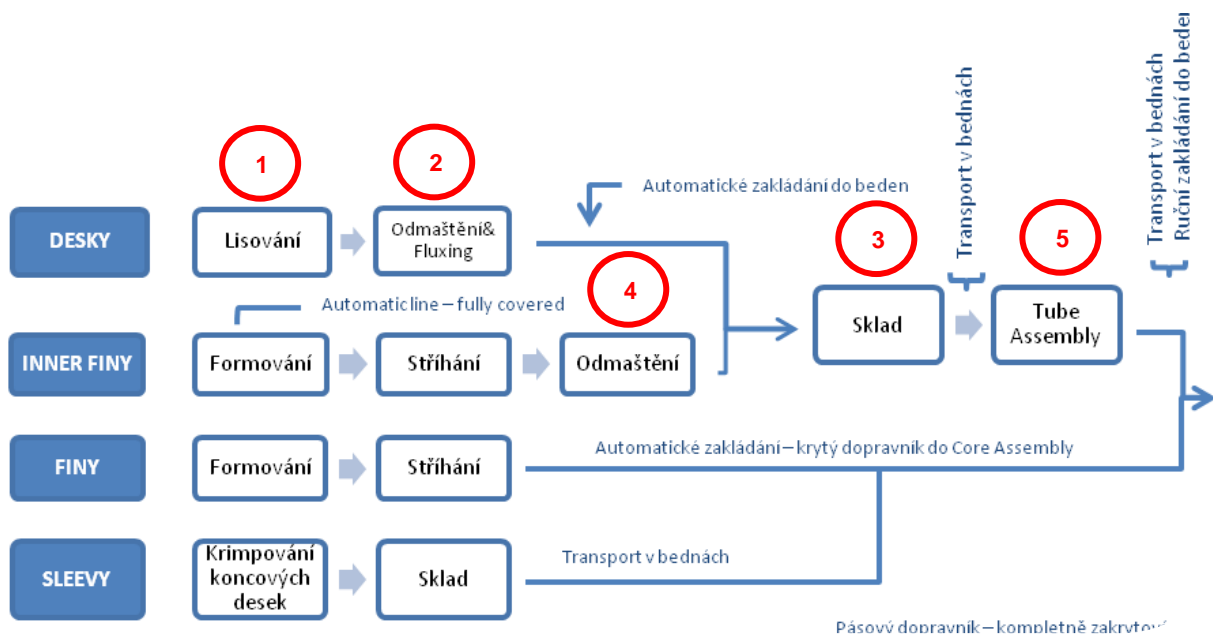 Transport v bednách
Transport v bednách
Ruční zakládání do beden
1
2
Automatické zakládání do beden
3
5
DESKY
Lisování
Odmaštění&
Fluxing
4
Automatic line – fully covered
Sklad
Tube
Assembly
INNER FINY
Formování
Stříhání
Odmaštění
FINY
Formování
Stříhání
Automatické zakládání – krytý dopravník do Core Assembly
SLEEVY
Krimpování
koncových
desek
Sklad
Transport v bednách
Pásový dopravník – kompletně